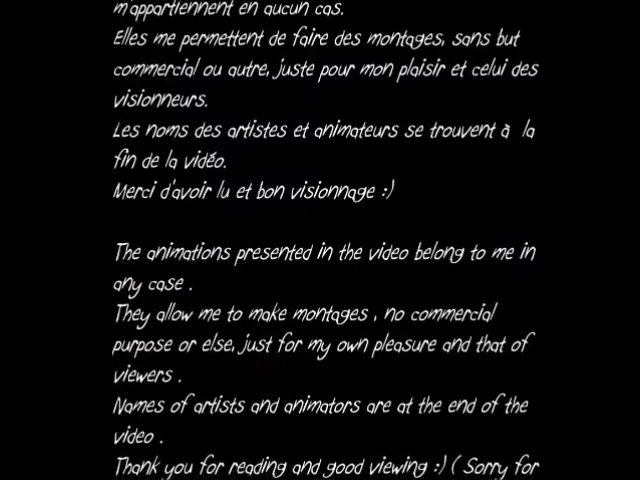 m'appartiennent en aucun cas.
Elles me permettent de faire des montages, sans but
commercial ou autre, juste pour mon plaisir et celui des
visionneurs.
Les noms des artistes et animateurs se trouvent à  la
fin de la vidéo.
Merci d'avoir lu et bon visionnage :)
The animations presented in the video belong to me in
any case .
They allow me to make montages , no commercial
purpose or else, just for my own pleasure and that of
viewers .
Names of artists and animators are at the end of the
video .
Thank you for reading and good viewing :) ( Sorry for